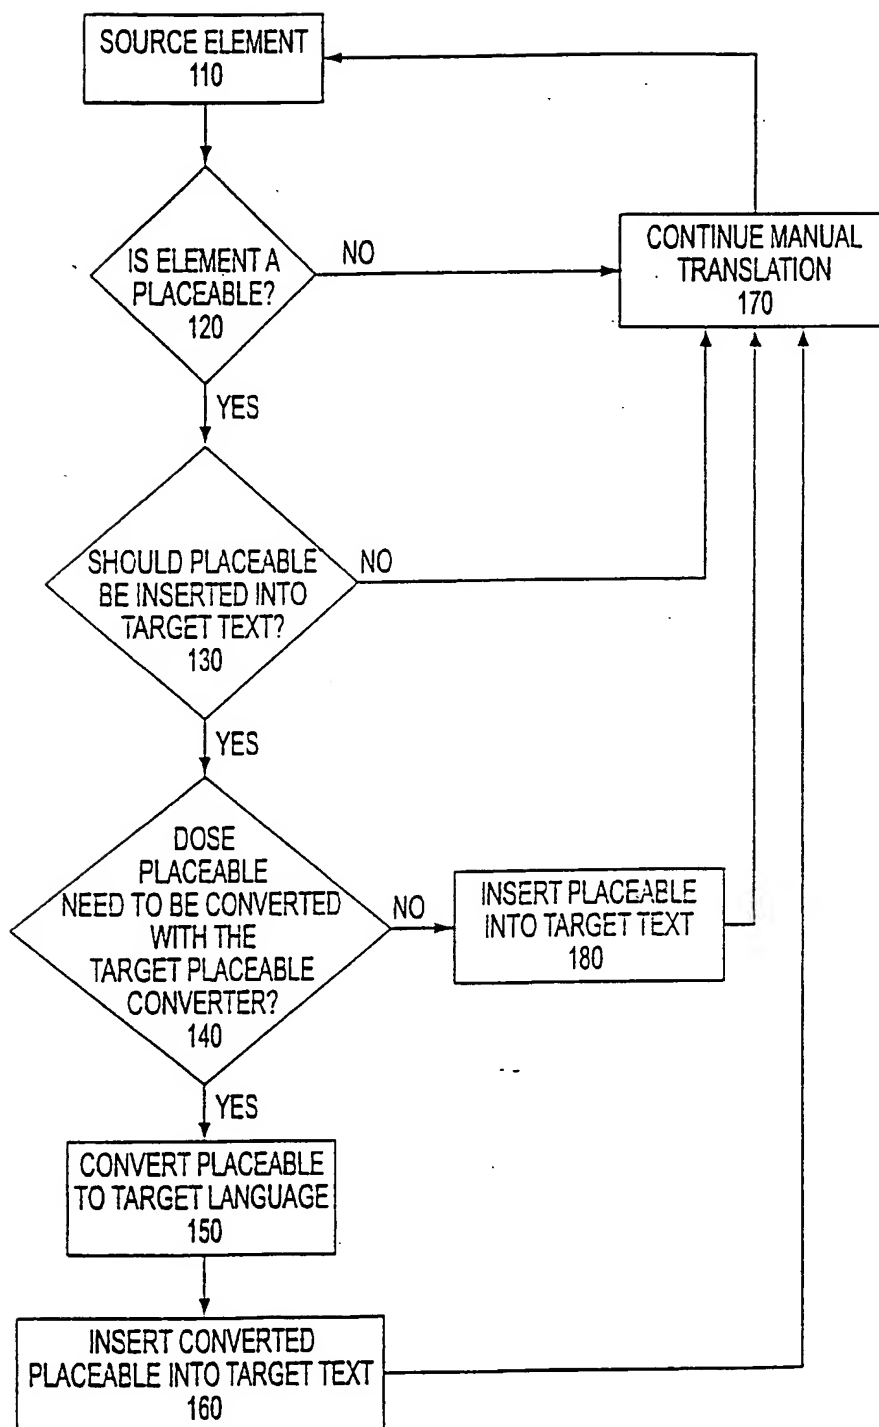 SOURCE ELEMENT
110
IS ELEMENT A
PLACEABLE?
120
NO
CONTINUE MANUAL
TRANSLATION
170
YES
SHOULD PLACEABLE
BE INSERTED INTO
TARGET TEXT?
130
NO
YES
DOSE
PLACEABLE
NEED TO BE CONVERTED
WITH THE
TARGET PLACEABLE
CONVERTER?
140
NO
INSERT PLACEABLE
INTO TARGET TEXT
180
YES
CONVERT PLACEABLE
TO TARGET LANGUAGE
150
INSERT CONVERTED
PLACEABLE INTO TARGET TEXT
160